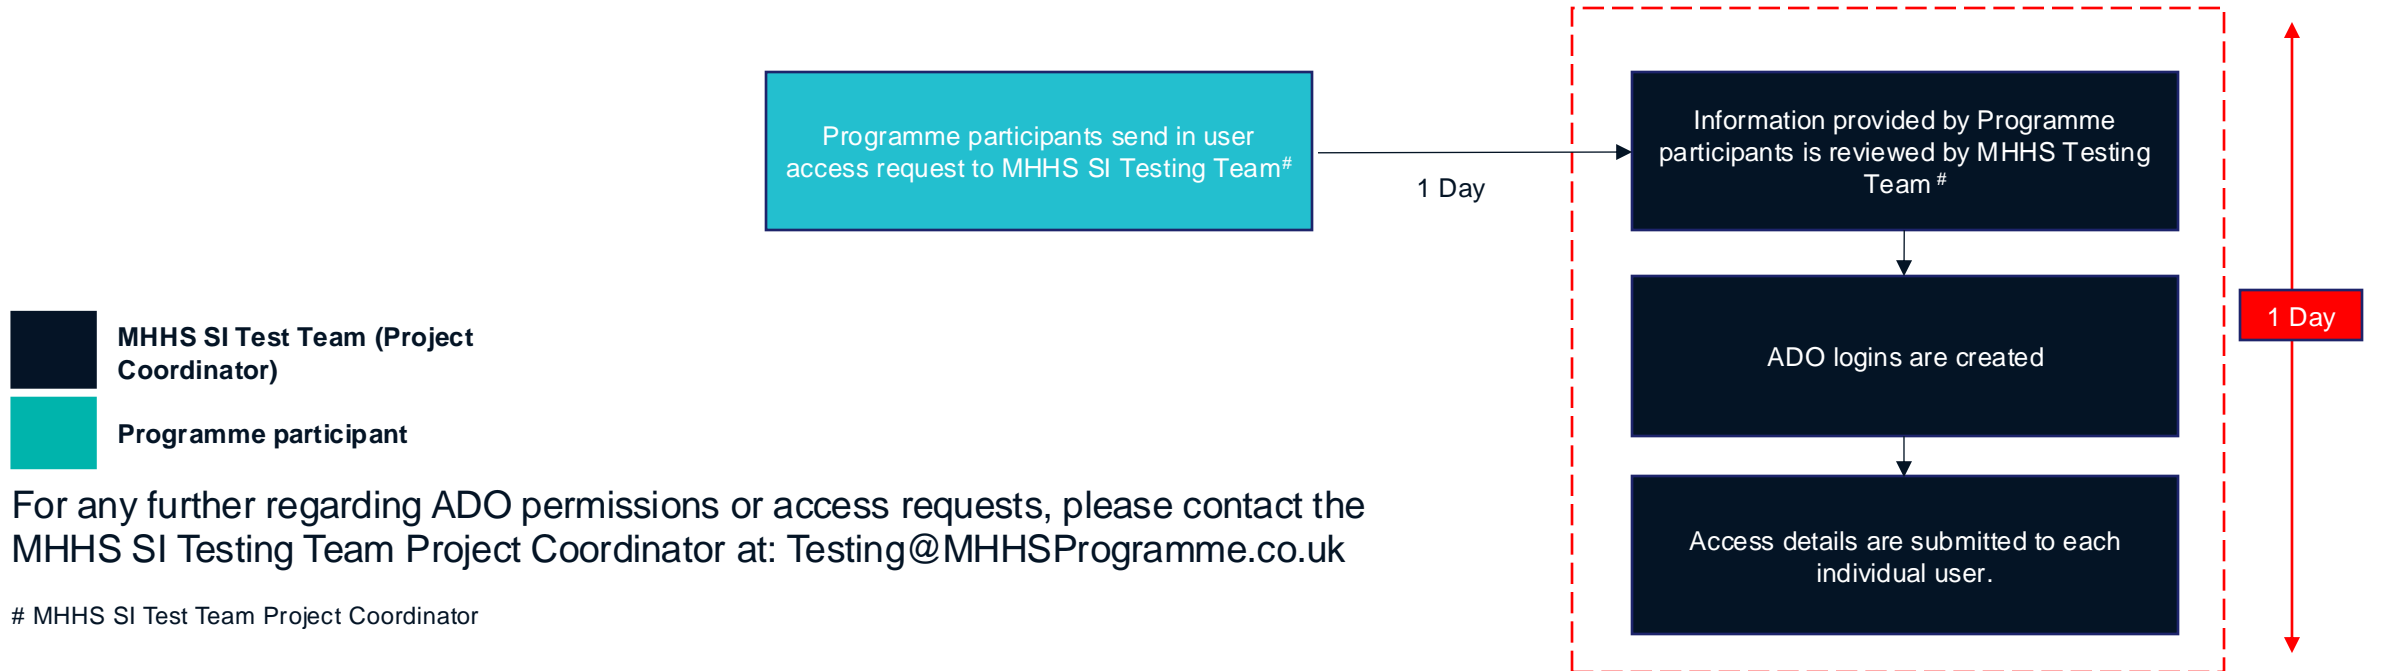 Programme participants send in user
access request to MHHS SI Testing Team#
1 Day
Information provided by Programme
participants is reviewed by MHHS Testing
Team #
ADO logins are created
Access details are submitted to each
individual user.
1 Day
MHHS SI Test Team (Project
Coordinator)
Programme participant
For any further regarding ADO permissions or access requests, please contact the
MHHS SI Testing Team Project Coordinator at: Testing@MHHSProgramme.co.uk
# MHHS SI Test Team Project Coordinator